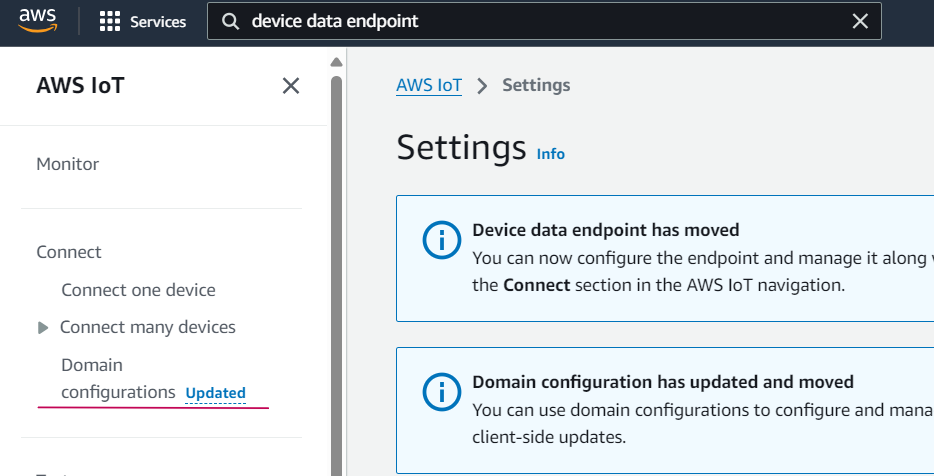 aws
Services
device data endpoint
AWS IoT
Monitor
Connect
Connect one device
Connect many devices
Domain
configurations Updated
AWS IoT > Settings
Settings Info
Device data endpoint has moved
You can now configure the endpoint and manage it along
the Connect section in the AWS IoT navigation.
Domain configuration has updated and moved
You can use domain configurations to configure and mana
client-side updates.